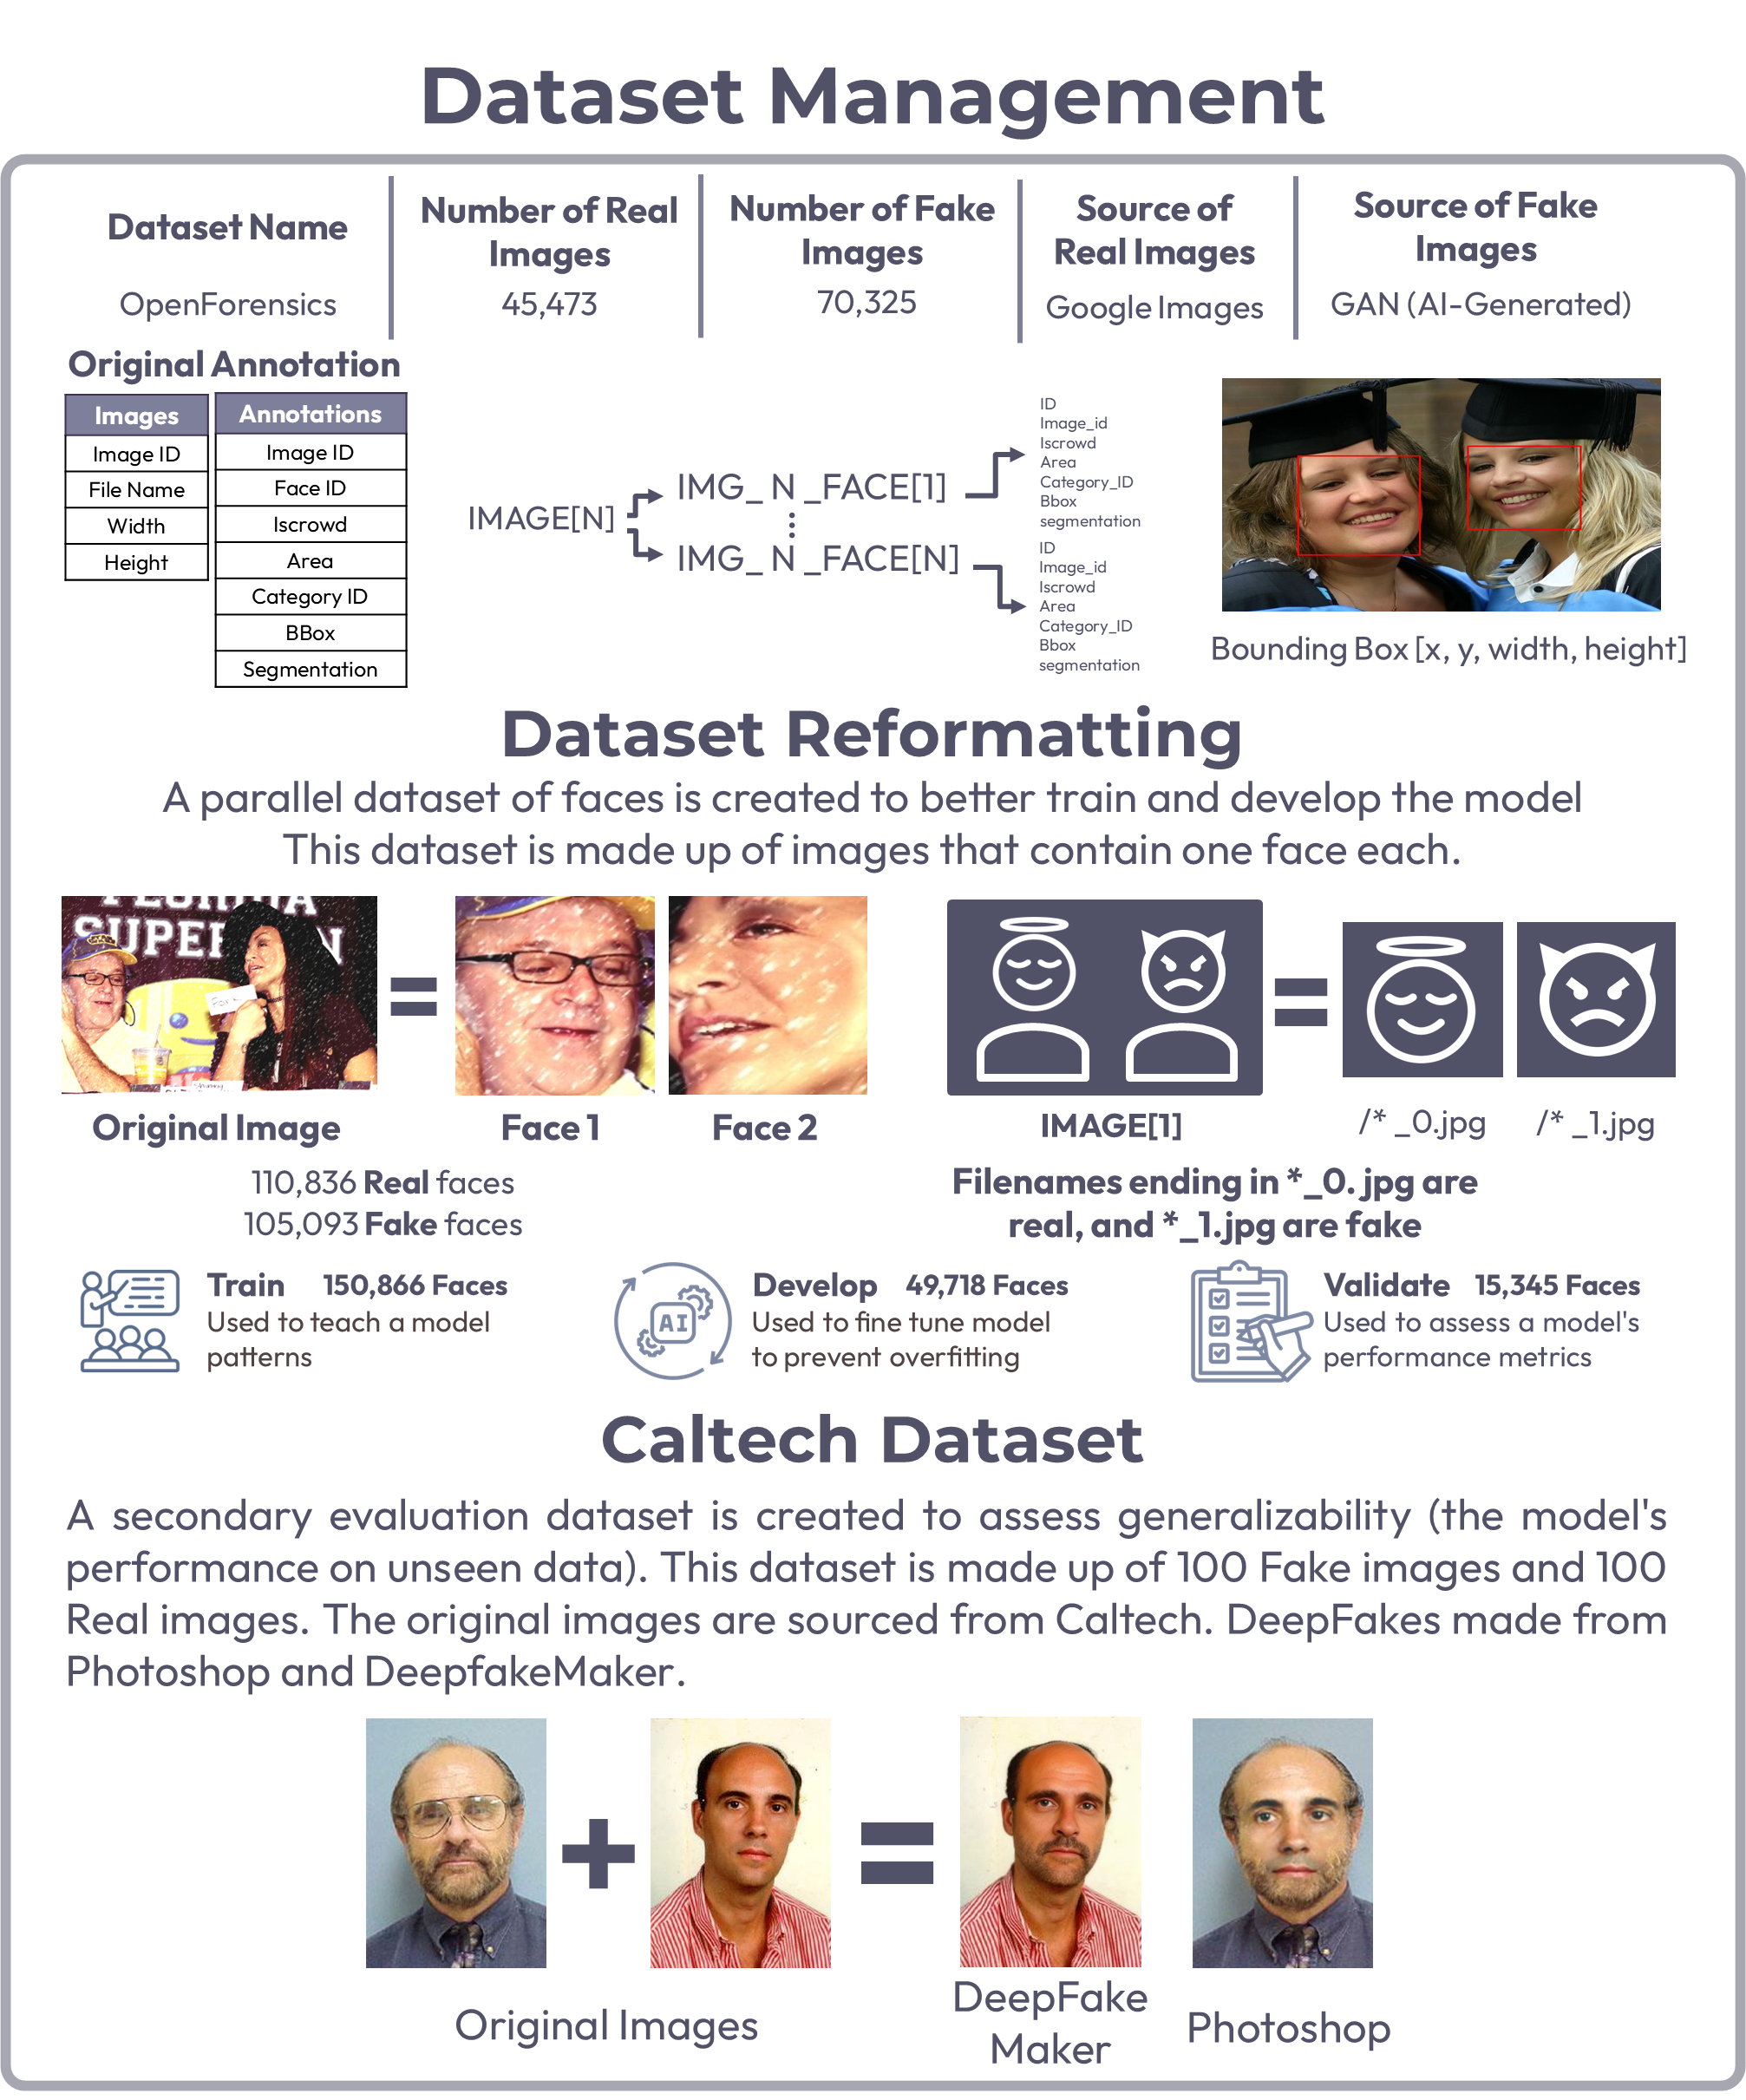 Dataset Management
Dataset Name
OpenForensics
Number of Real
Images
45,473
Number of Fake
Images
70,325
Source of
Real Images
Google Images
Source of Fake
Images
GAN (AI-Generated)
Original Annotation
Images
Image ID
File Name
Width
Height
Annotations
Image ID
Face ID
Iscrowd
Area
Category ID
BBox
Segmentation
IMAGE[N]
IMG_ N _FACE[1]
IMG_ N _FACE[N]
ID
Image_id
Iscrowd
Area
Category_ID
Bbox
segmentation
ID
Image_id
Iscrowd
Area
Category_ID
Bbox
segmentation
Bounding Box [x, y, width, height]
Dataset Reformatting
A parallel dataset of faces is created to better train and develop the model
This dataset is made up of images that contain one face each.
SUPER
Original Image
Face 1
Face 2
110,836 Real faces
105,093 Fake faces
IMAGE[1]
/* _0.jpg
/* _1.jpg
Filenames ending in *_0. jpg are
real, and *_1.jpg are fake
Train 150,866 Faces
Used to teach a model
patterns
AI
Develop 49,718 Faces
Used to fine tune model
to prevent overfitting
Validate 15,345 Faces
Used to assess a model's
performance metrics
Caltech Dataset
A secondary evaluation dataset is created to assess generalizability (the model's
performance on unseen data). This dataset is made up of 100 Fake images and 100
Real images. The original images are sourced from Caltech. DeepFakes made from
Photoshop and DeepfakeMaker.
Original Images
DeepFake
Maker
Photoshop